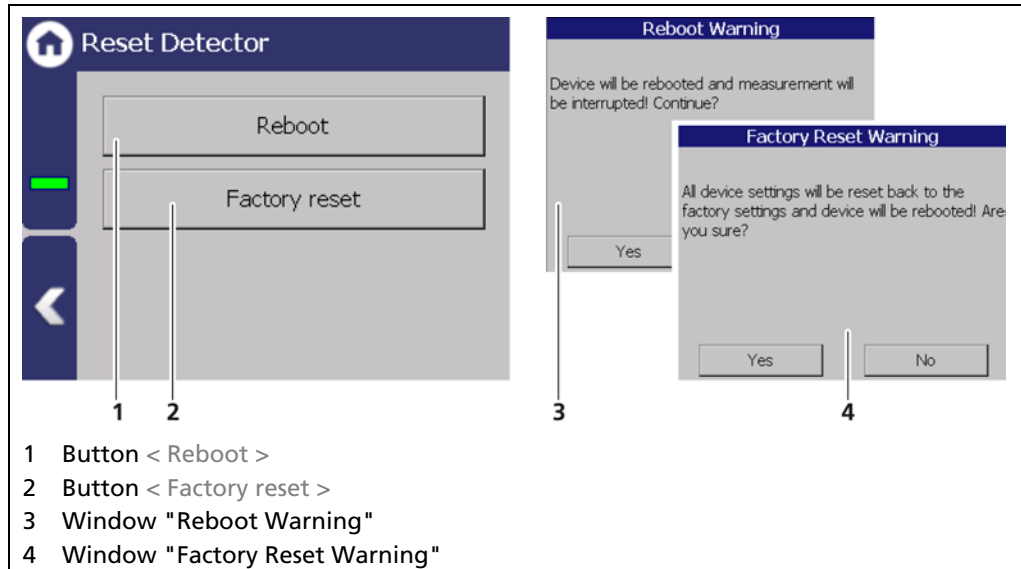 Reset Detector
Reboot
Factory reset
Reboot Warning
Device will be rebooted and measurement will
be interrupted! Continue?
Yes
Factory Reset Warning
All device settings will be reset back to the
factory settings and device will be rebooted! Are
you sure?
Yes
No
1 2 3 4
1 Button < Reboot >
2 Button < Factory reset >
3 Window "Reboot Warning"
4 Window "Factory Reset Warning"